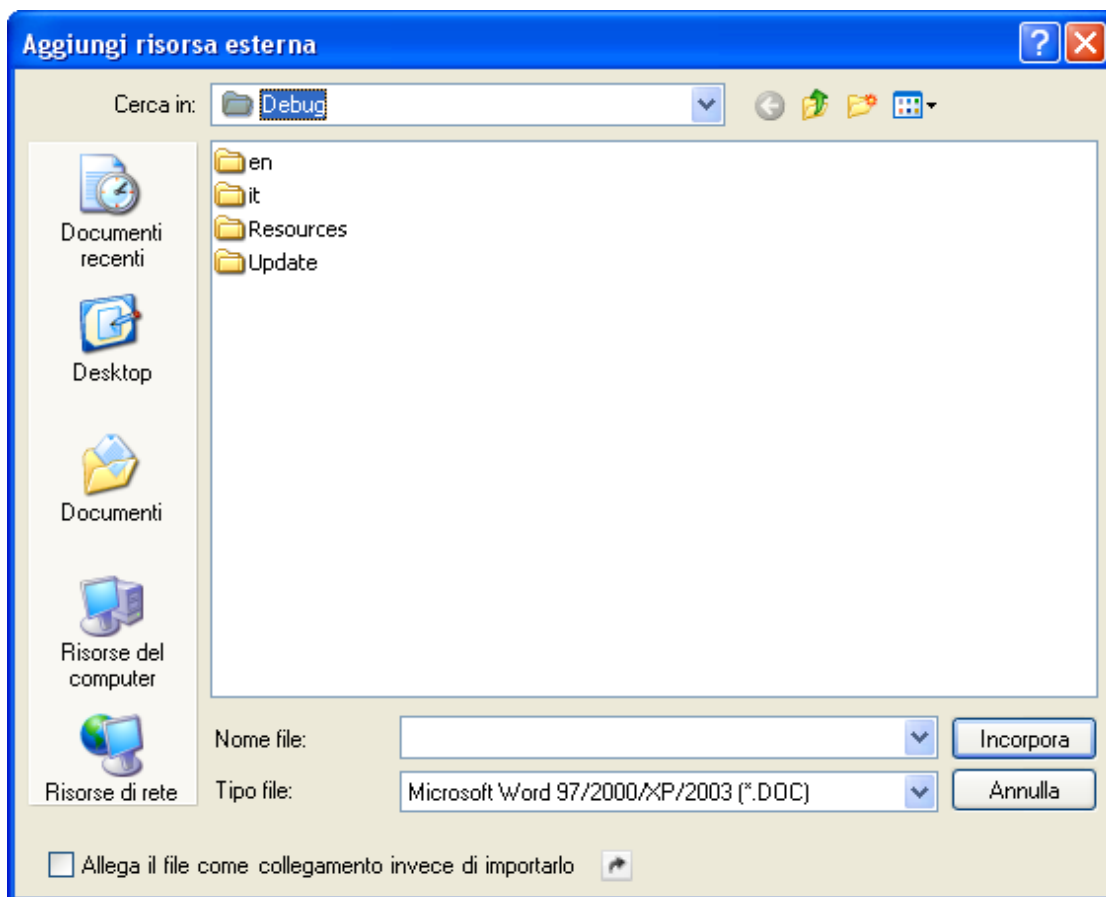 Aggiungi risorsa esterna
Cerca in:
Debug
en
it
Resources
Update
Documenti
recenti
Desktop
Documenti
Risorse del
computer
Risorse di rete
Nome file:
Incorpora
Tipo file:
Microsoft Word 97/2000/XP/2003 (*.DOC)
Annulla
Allega il file come collegamento invece di importarlo